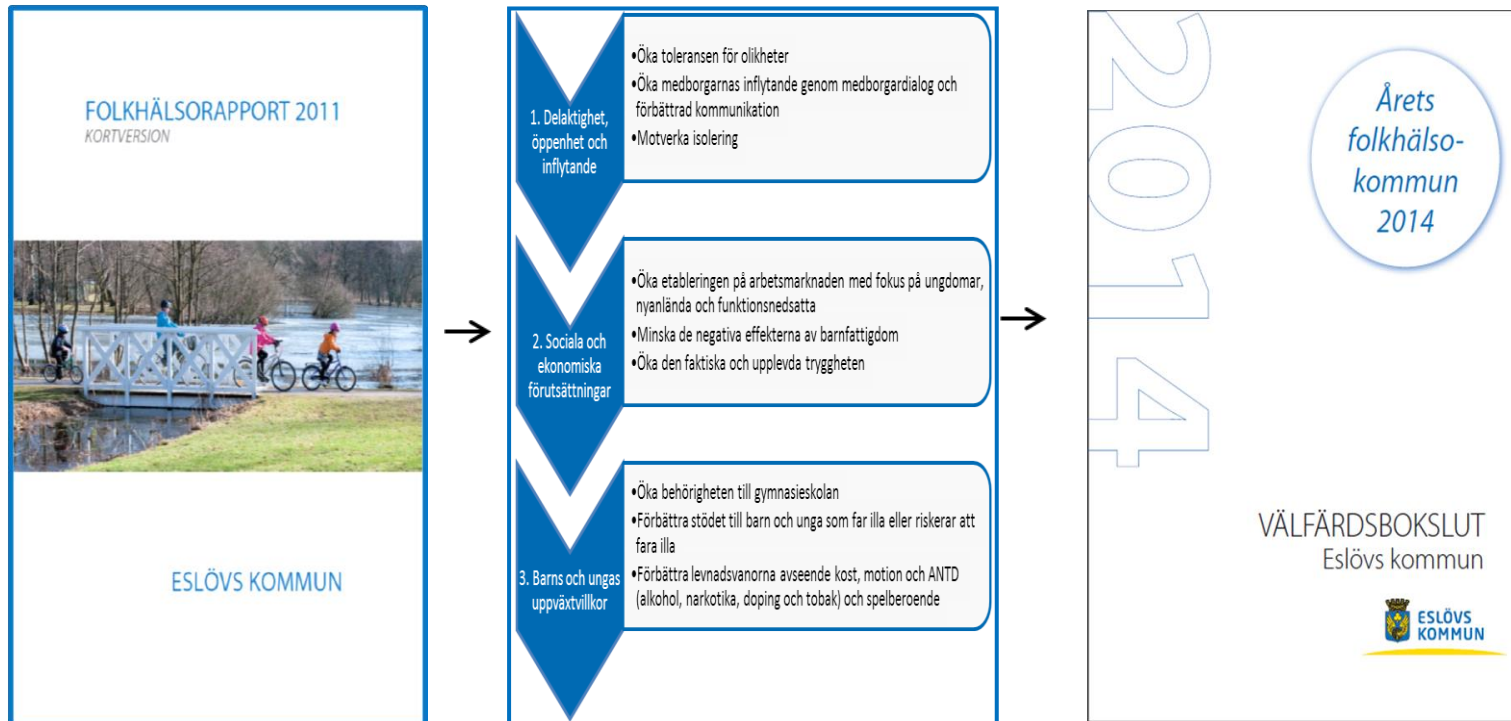 FOLKHÄLSORAPPORT 2011
KORTVERSION
ESLÖVS KOMMUN
1. Delaktighet,
öppenhet och
inflytande
•Öka toleransen för olikheter
•Öka medborgarnas inflytande genom medborgardialog och
förbättrad kommunikation
•Motverka isolering
2. Sociala och
ekonomiska
förutsättningar
•Öka etableringen på arbetsmarknaden med fokus på ungdomar,
nyanlända och funktionsnedsatta
•Minska de negativa effekterna av barnfattigdom
•Öka den faktiska och upplevda tryggheten
3. Barns och ungas
uppväxtvillkor
•Öka behörigheten till gymnasieskolan
•Förbättra stödet till barn och unga som far illa eller riskerar att
fara illa
•Förbättra levnadsvanorna avseende kost, motion och ANTD
(alkohol, narkotika, doping och tobak) och spelberoende
2014
Årets
folkhälso-
kommun
2014
VÄLFÄRDSBOKSLUT
Eslövs kommun
ESLÖVS
KOMMUN